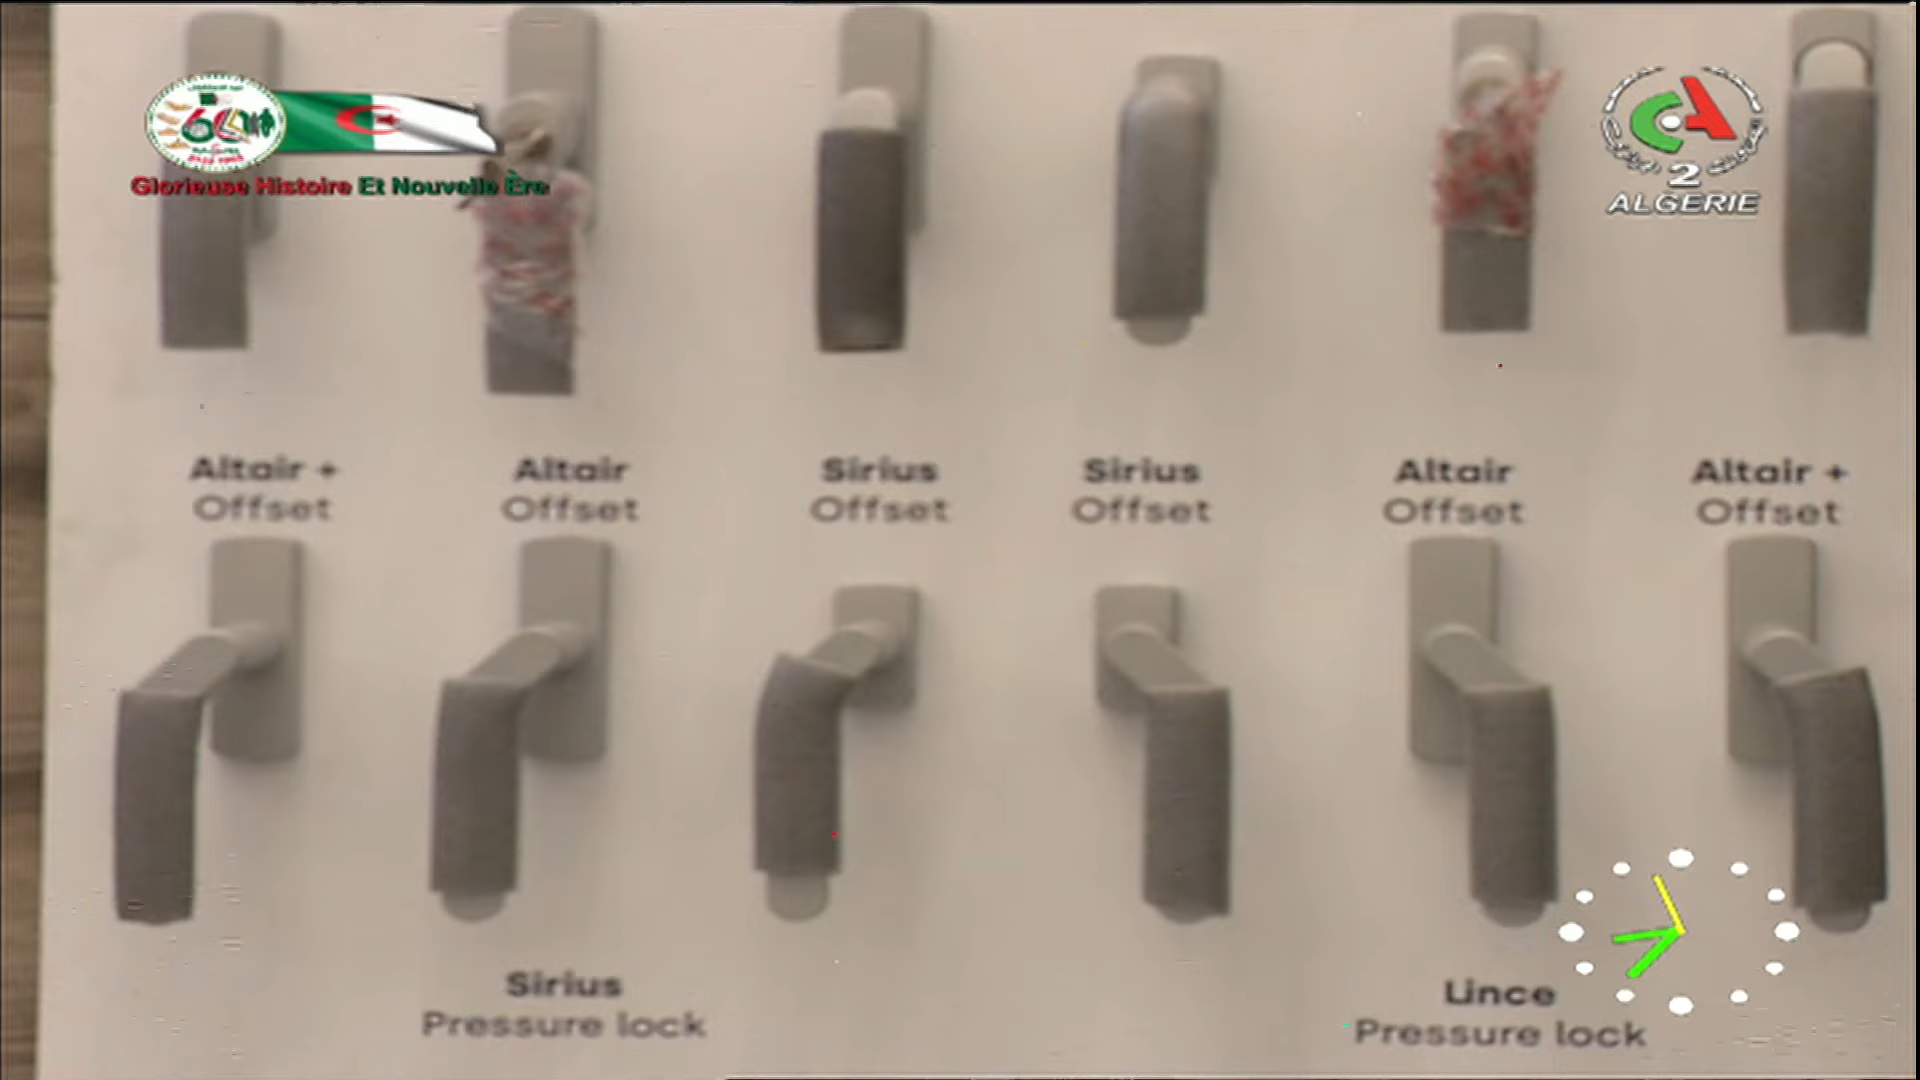 60
Glorieuse Histoire Et Nouvelle Ère
2
ALGERIE
Altair +
Offset
Altair
Offset
Sirius
Offset
Sirius
Offset
Altair
Offset
Altair +
Offset
Sirius
Pressure lock
Lince
Pressure lock